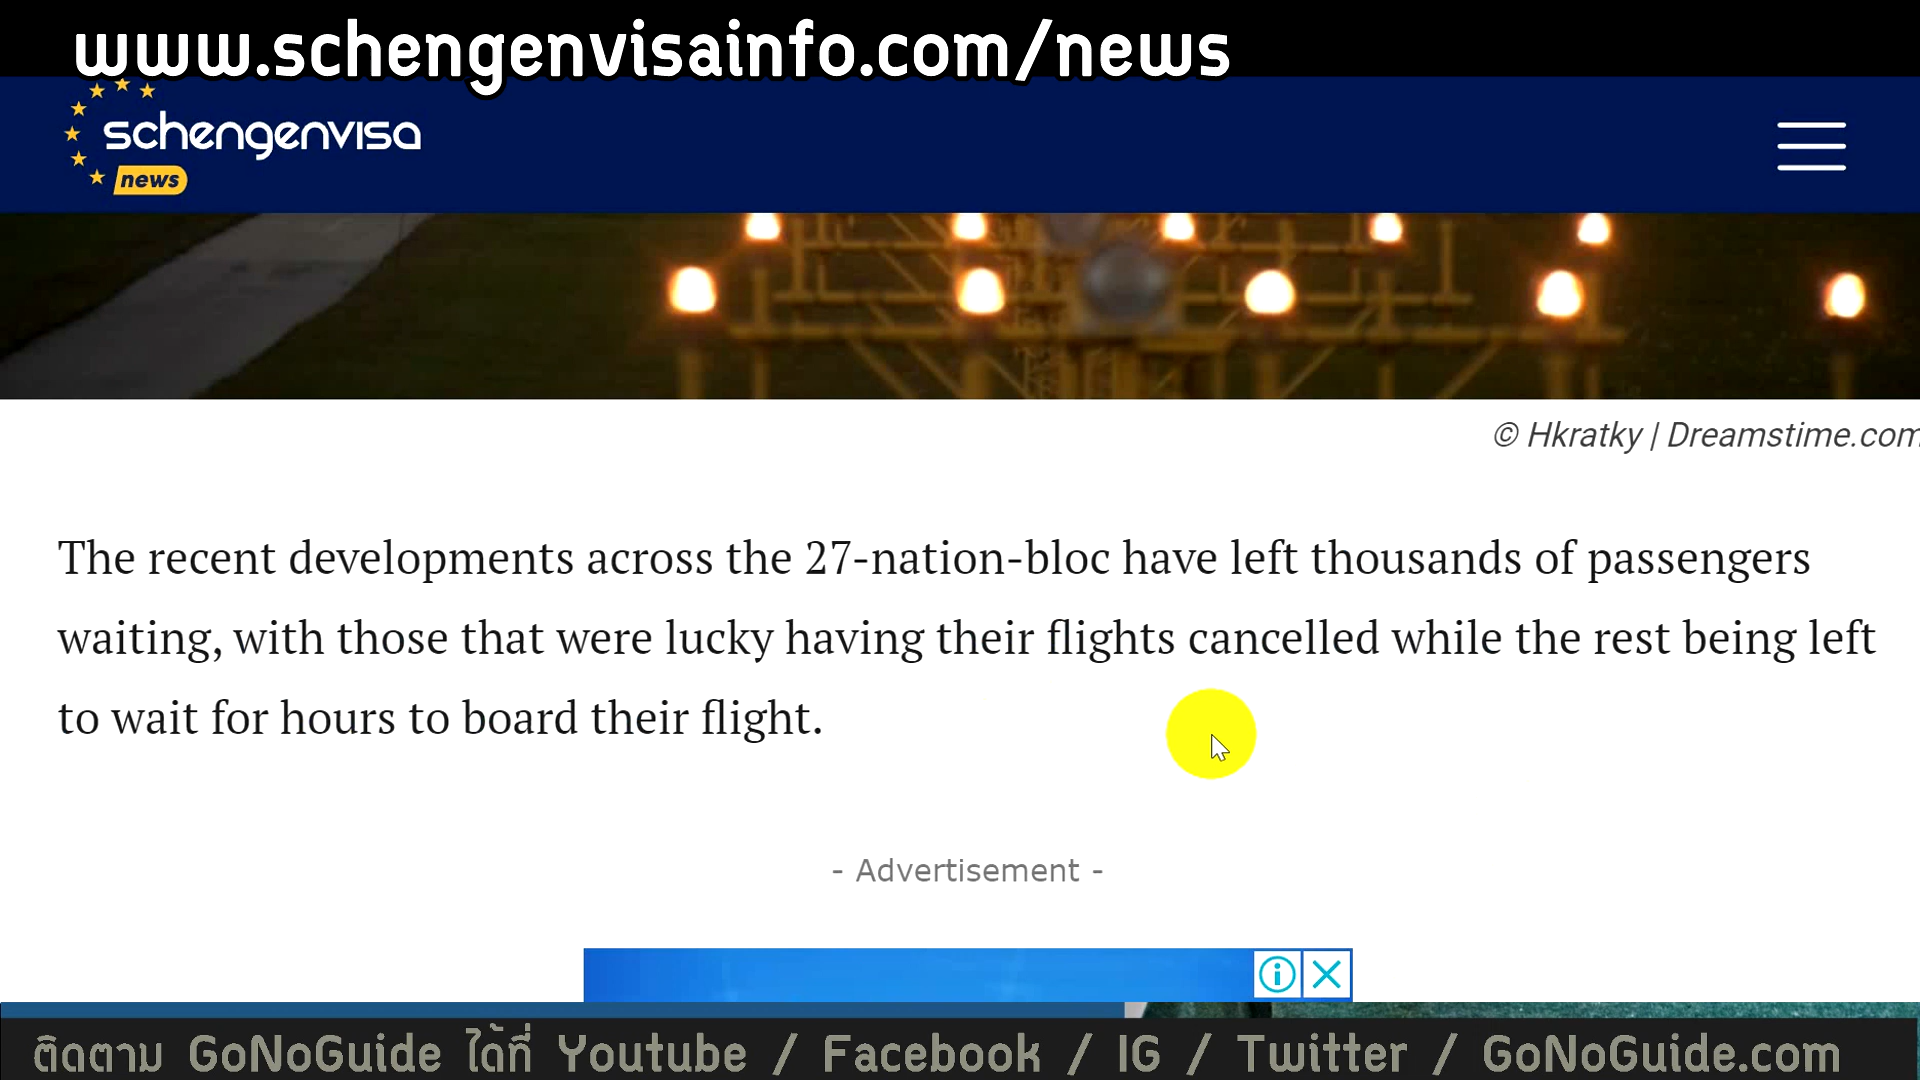 www.schengenvisainfo.com/news
schengenvisa
news
© Hkratky | Dreamstime.com
The recent developments across the 27-nation-bloc have left thousands of passengers
waiting, with those that were lucky having their flights cancelled while the rest being left
to wait for hours to board their flight.
- Advertisement -
ติดตาม GoNoGuide ได้ที่ Youtube / Facebook / IG / Twitter / GoNoGuide.com